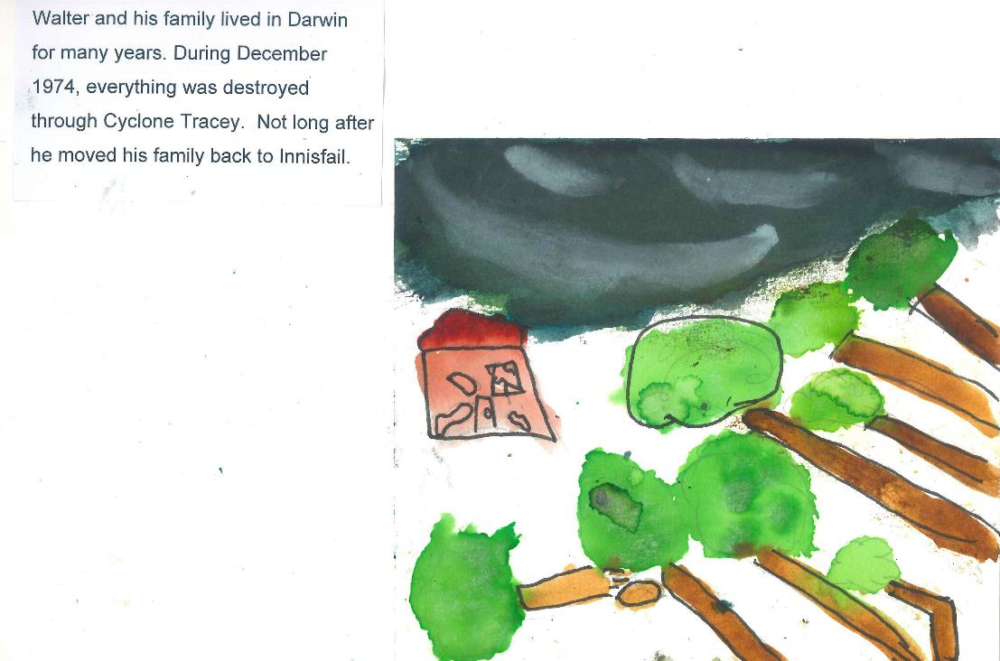 Walter and his family lived in Darwin
for many years. During December
1974, everything was destroyed
through Cyclone Tracey.  Not long after
he moved his family back to Innisfail.